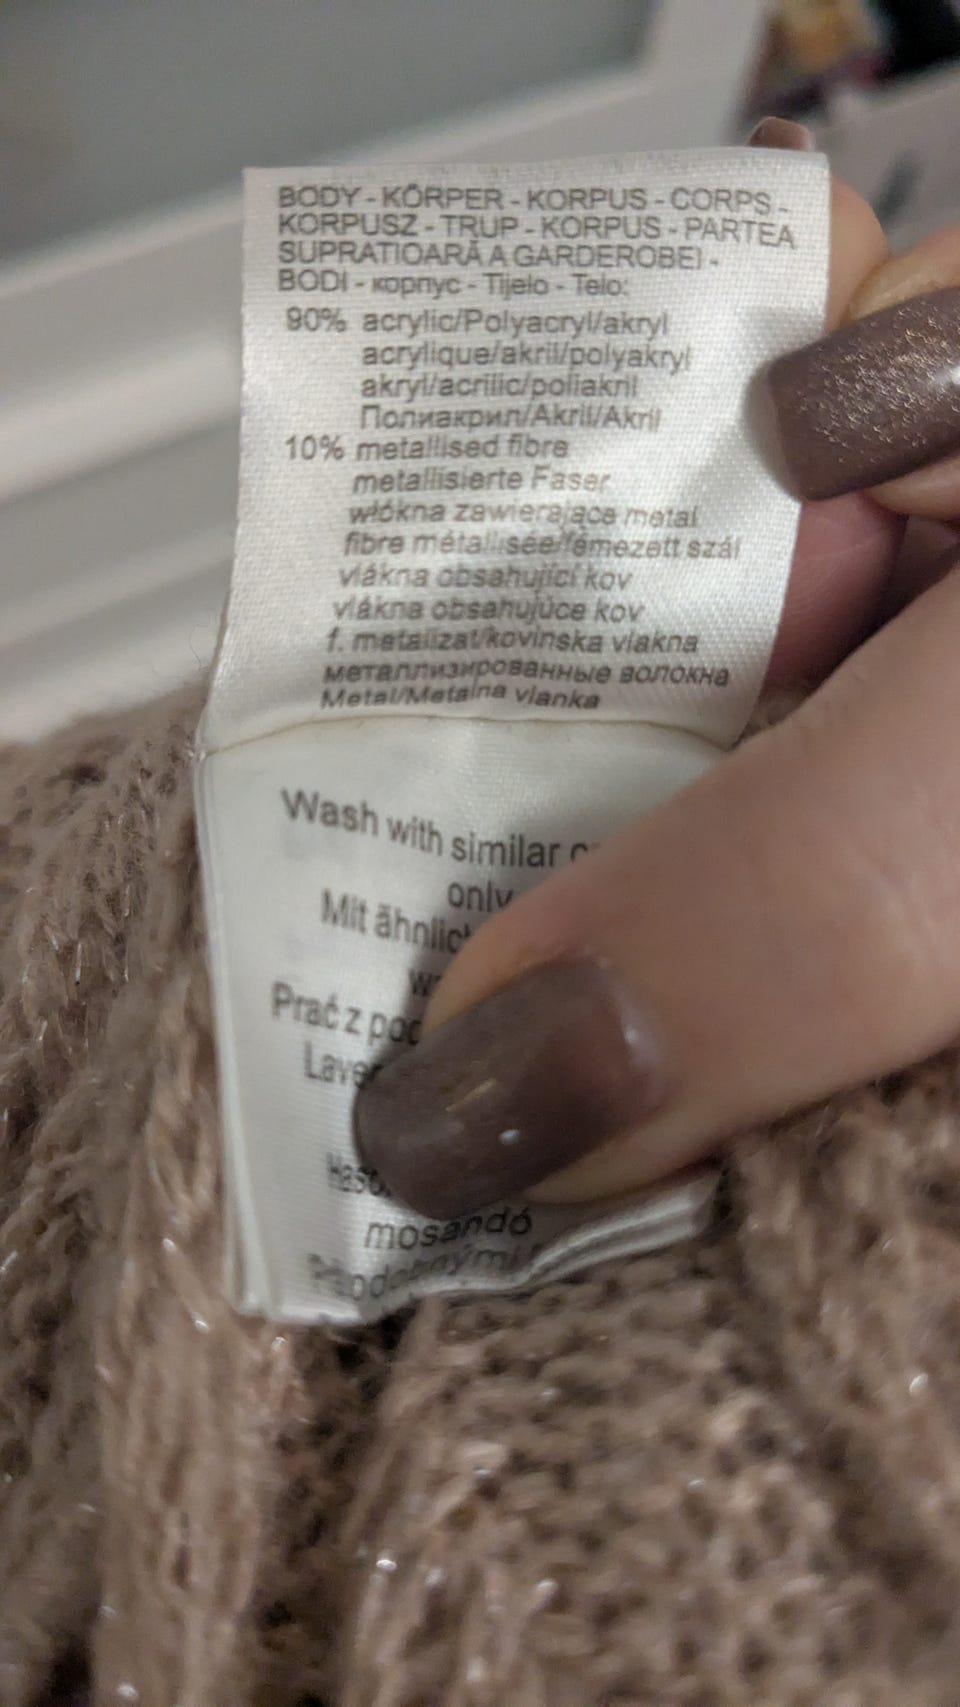 BODY - KÖRPER - KORPUS - CORPS -
KORPUSZ - TRUP - KORPUS - PARTEA
SUPRATIOARĂ A GARDEROBEI -
BODI - корпус - Tijelo - Telo:
90% acrylic/Polyacryl/akryl
acrylique/akril/polyakryl
akryl/acrilic/poliakril
Полиакрил/Akril/Akril
10% metallised fibre
metallisierte Faser
włókna zawierające metal
fibre métallisée/fémezett szál
vlákna obsahující kov
vlákna obsahujúce kov
f. metalizat/kovinska vlakna
металлизированные волокна
Metal/Metalna vlanka
Wash with similar
only
Mit
Prać z
mosandó